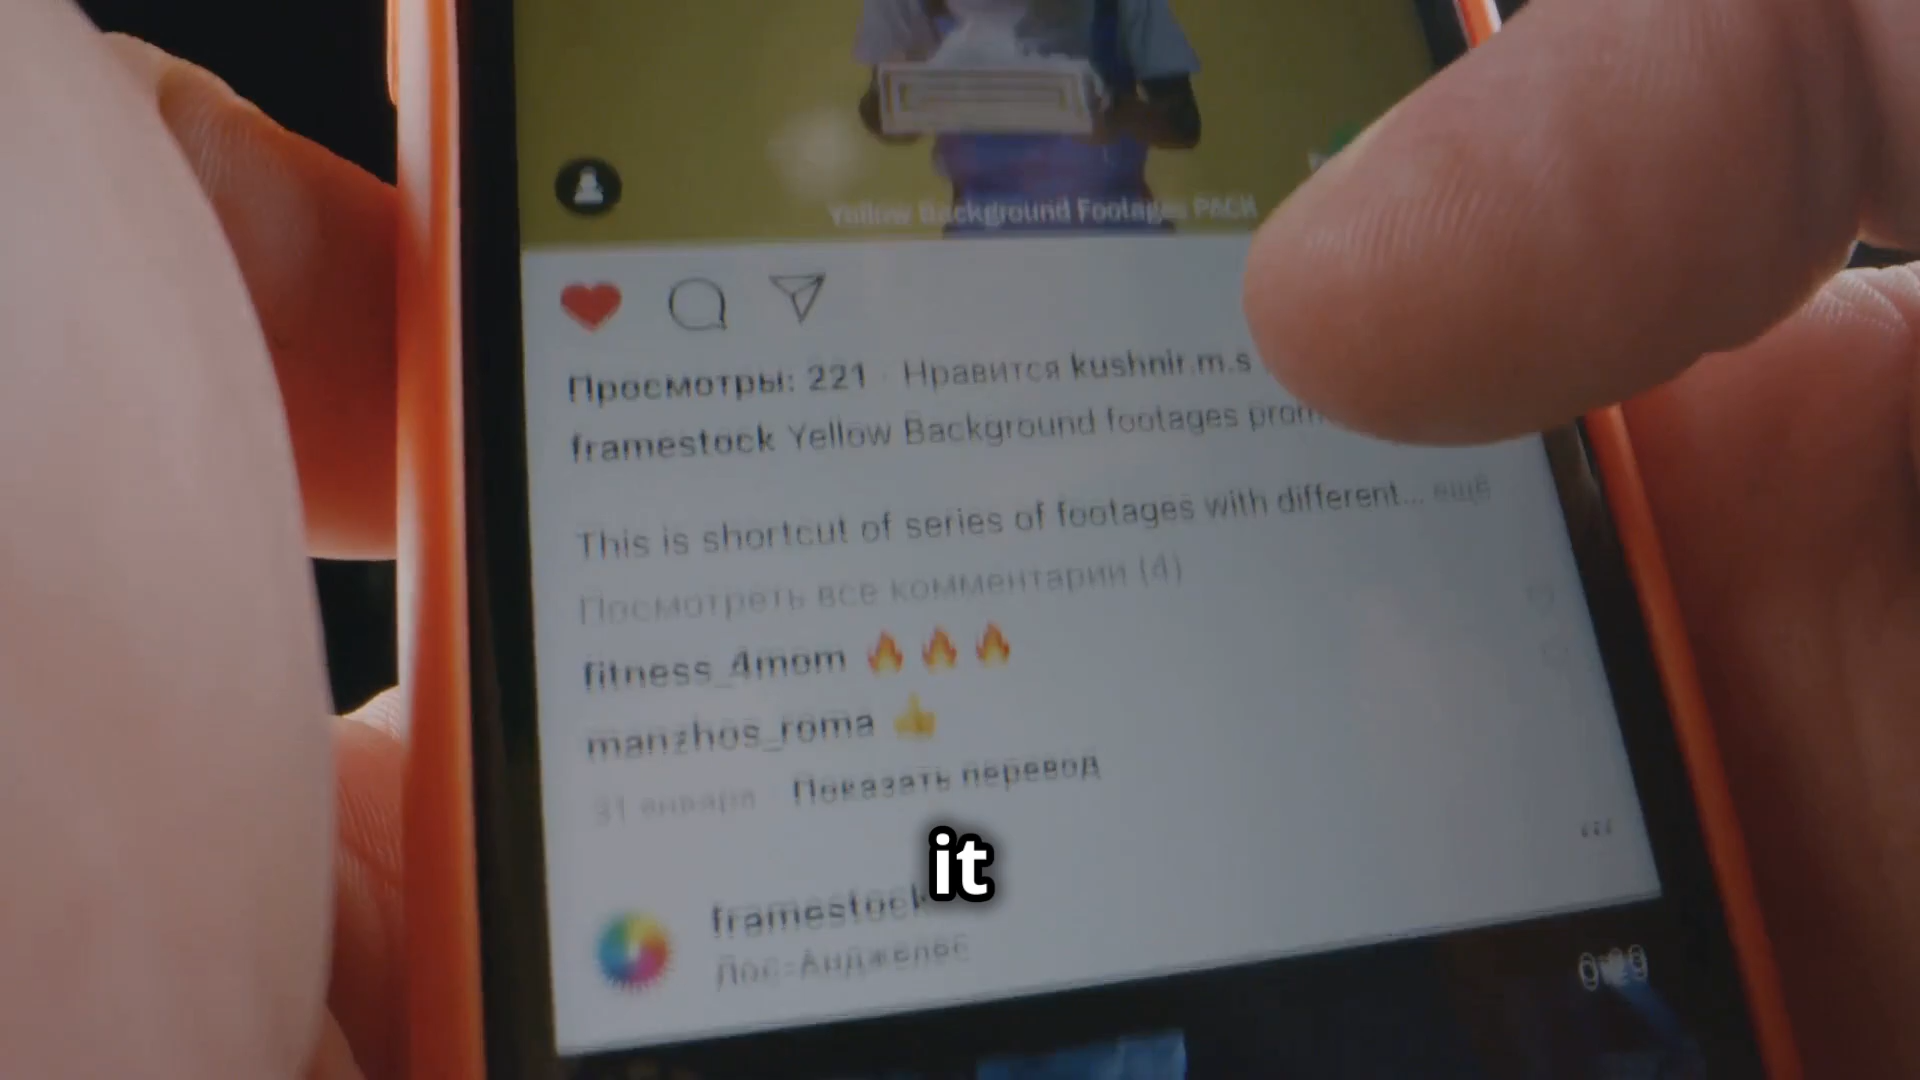 Yellow Background Footages PACK
Просмотры: 221 · Нравится kushnir.m.s
framestock Yellow Background footages
This is shortcut of series of footages with different... ещё
Посмотреть все комментарии (4)
fitness_4mom 🔥🔥🔥
manzhos_roma 👍
31 января Показать перевод
it
framestock
Лос-Анджелес